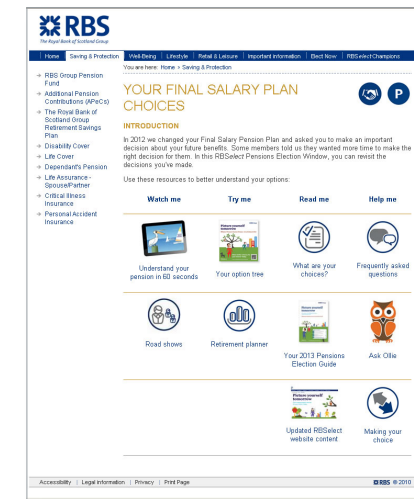 RBS
The Royal Bank of Scotland Group
Home | Saving & Protection | Well-Being | Lifestyle | Retail & Leisure | Important information | Elect Now | RBSelect Champions
You are here: Home > Saving & Protection
RBS Group Pension
Fund
Additional Pension
Contributions (APeCs)
The Royal Bank of
Scotland Group
Retirement Savings
Plan
Disability Cover
Life Cover
Dependant's Pension
Life Assurance -
Spouse/Partner
Critical Illness
Insurance
Personal Accident
Insurance
YOUR FINAL SALARY PLAN
CHOICES
P
INTRODUCTION
In 2012 we changed your Final Salary Pension Plan and asked you to make an important
decision about your future benefits. Some members told us they wanted more time to make the
right decision for them. In this RBSelect Pensions Election Window, you can revisit the
decisions you've made.
Use these resources to better understand your options:
Watch me Try me Read me Help me
Picture yourself
tomorrow
Understand your
pension in 60 seconds
Your option tree
What are your
choices?
Frequently asked
questions
Road shows
Retirement planner
Picture yourself
tomorrow
Your 2013 Pensions
Election Guide
Ask Ollie
Picture yourself
tomorrow
Updated RBSelect
website content
Making your
choice
Accessibility | Legal information | Privacy | Print Page
RBS © 2010